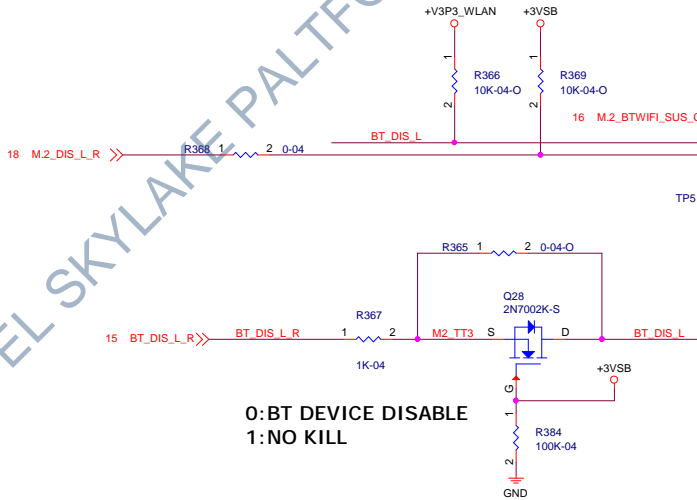 +V3P3_WLAN
+3VSB
1
1
R366
10K-04-O
R369
10K-04-O
2
2
16 M.2_BTWIFI_SUS_
BT_DIS_L
18 M.2_DIS_L_R
R368 1 2 0-04
TP5
R365 1 2 0-04-O
Q28
2N7002K-S
R367
15 BT_DIS_L_R
BT_DIS_L_R
1 2
M2_TT3
S D
BT_DIS_L
1K-04
G
+3VSB
0:BT DEVICE DISABLE
1:NO KILL
1
R384
100K-04
2
GND
EL SKYLAKE PALTFO